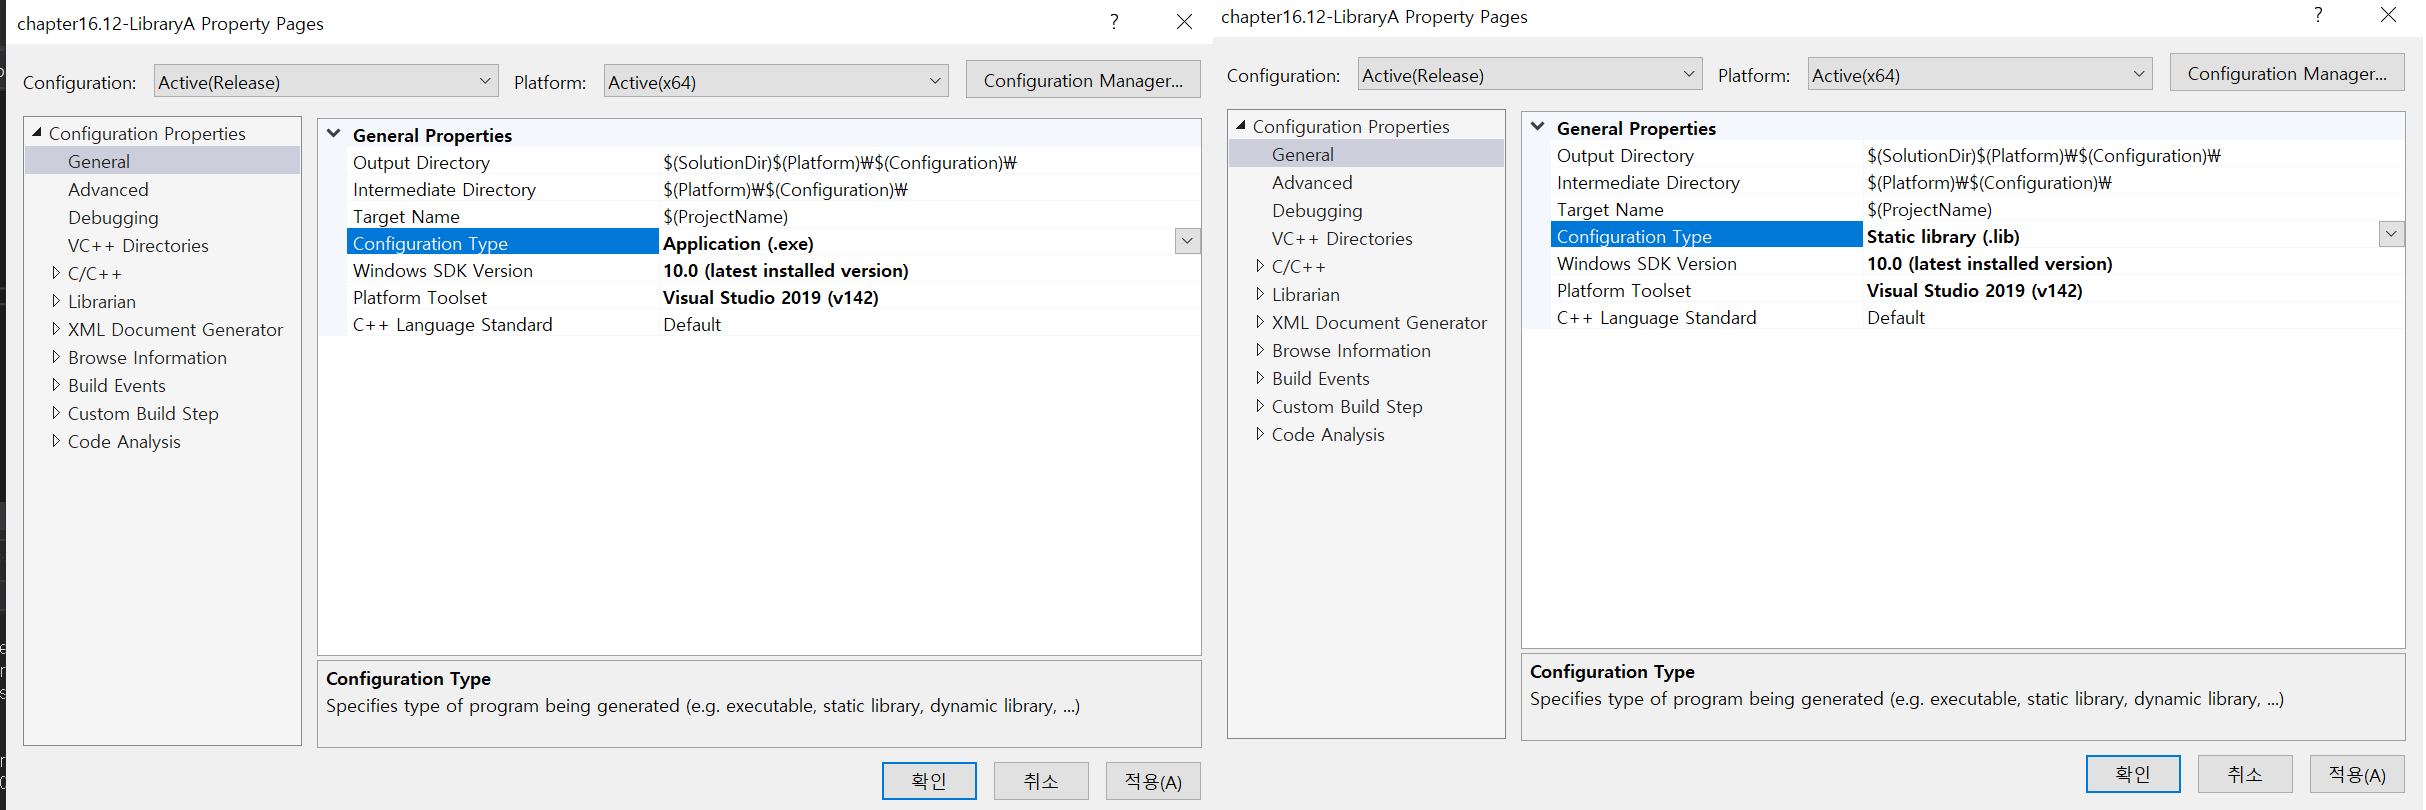 chapter16.12-LibraryA Property Pages
?
Configuration:
Active(Release)
Platform:
Active(x64)
Configuration Manager...
Configuration Properties
General
Advanced
Debugging
VC++ Directories
C/C++
Librarian
XML Document Generator
Browse Information
Build Events
Custom Build Step
Code Analysis
General Properties
Output Directory $(SolutionDir)$(Platform)₩$(Configuration)₩
Intermediate Directory $(Platform)₩$(Configuration)₩
Target Name $(ProjectName)
Configuration Type Application (.exe)
Windows SDK Version 10.0 (latest installed version)
Platform Toolset Visual Studio 2019 (v142)
C++ Language Standard Default
Configuration Type
Specifies type of program being generated (e.g. executable, static library, dynamic library, ...)
확인
취소
적용(A)
chapter16.12-LibraryA Property Pages
?
Configuration:
Active(Release)
Platform:
Active(x64)
Configuration Manager...
Configuration Properties
General
Advanced
Debugging
VC++ Directories
C/C++
Librarian
XML Document Generator
Browse Information
Build Events
Custom Build Step
Code Analysis
General Properties
Output Directory $(SolutionDir)$(Platform)₩$(Configuration)₩
Intermediate Directory $(Platform)₩$(Configuration)₩
Target Name $(ProjectName)
Configuration Type Static library (.lib)
Windows SDK Version 10.0 (latest installed version)
Platform Toolset Visual Studio 2019 (v142)
C++ Language Standard Default
Configuration Type
Specifies type of program being generated (e.g. executable, static library, dynamic library, ...)
확인
취소
적용(A)